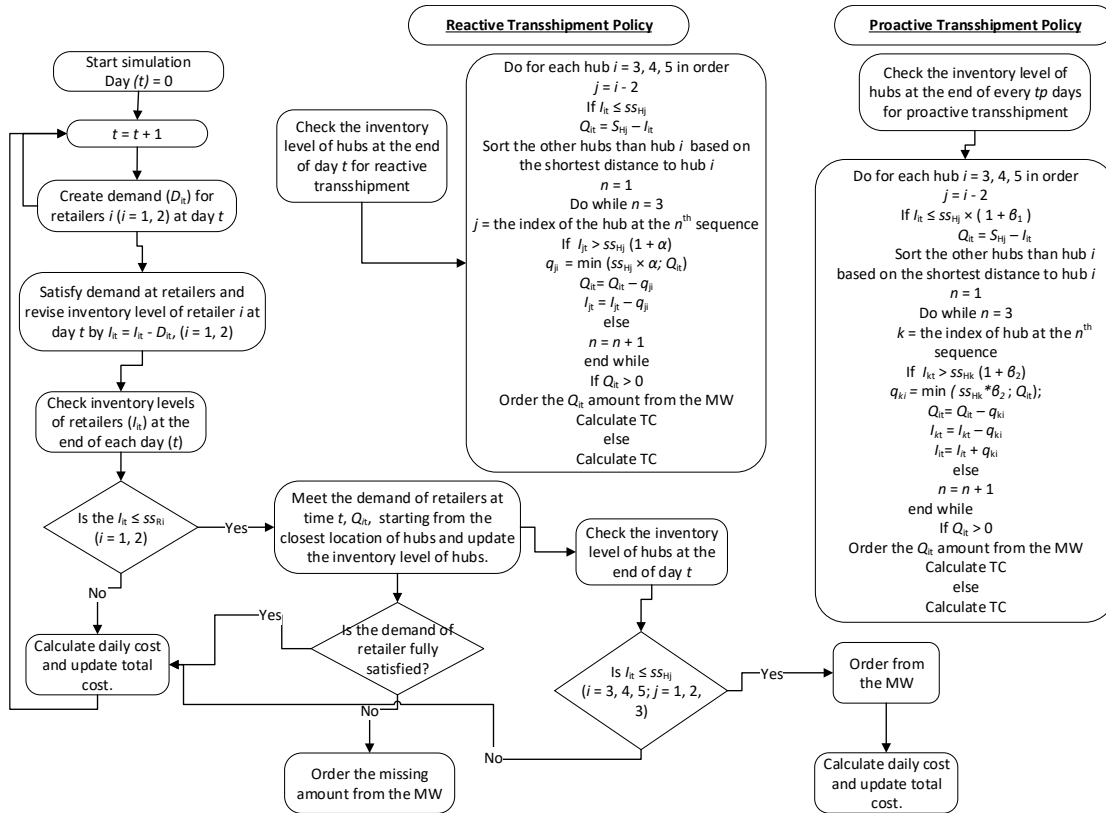 Reactive Transshipment Policy
Proactive Transshipment Policy
Start simulation
Day (t) = 0
t = t + 1
Create demand (Dit) for
retailers i (i = 1, 2) at day t
Satisfy demand at retailers and
revise inventory level of retailer i at
day t by Iit = Iit - Dit, (i = 1, 2)
Check inventory levels
of retailers (Iit) at the
end of each day (t)
Is the Iit ≤ ssRi
(i = 1, 2)
Yes
No
Calculate daily cost
and update total
cost.
Meet the demand of retailers at
time t, Qit, starting from the
closest location of hubs and update
the inventory level of hubs.
Is the demand of
retailer fully
satisfied?
Yes
No
Order the missing
amount from the MW
Check the inventory
level of hubs at the
end of day t
Is Iit ≤ ssHj
(i = 3, 4, 5; j = 1, 2,
3)
No
Yes
Order from
the MW
Calculate daily cost
and update total
cost.
Check the inventory
level of hubs at the end
of day t for reactive
transshipment
Do for each hub i = 3, 4, 5 in order
j = i - 2
If Iit ≤ ssHj
Qit = SHj – Iit
Sort the other hubs than hub i based on
the shortest distance to hub i
n = 1
Do while n = 3
j = the index of the hub at the nth sequence
If Ijt > ssHj (1 + α)
qji = min (ssHj × α; Qit)
Qit= Qit – qji
Ijt = Ijt – qji
else
n = n + 1
end while
If Qit > 0
Order the Qit amount from the MW
Calculate TC
else
Calculate TC
Check the inventory level of
hubs at the end of every tp days
for proactive transshipment
Do for each hub i = 3, 4, 5 in order
j = i - 2
If Iit ≤ ssHj × ( 1 + β1 )
Qit = SHj – Iit
Sort the other hubs than hub i
based on the shortest distance to hub i
n = 1
Do while n = 3
k = the index of hub at the nth
sequence
If Ikt > ssHk (1 + β2)
qki = min ( ssHk*β2 ; Qit);
Qit= Qit – qki
Ikt = Ikt – qki
Iit= Iit + qki
else
n = n + 1
end while
If Qit > 0
Order the Qit amount from the MW
Calculate TC
else
Calculate TC